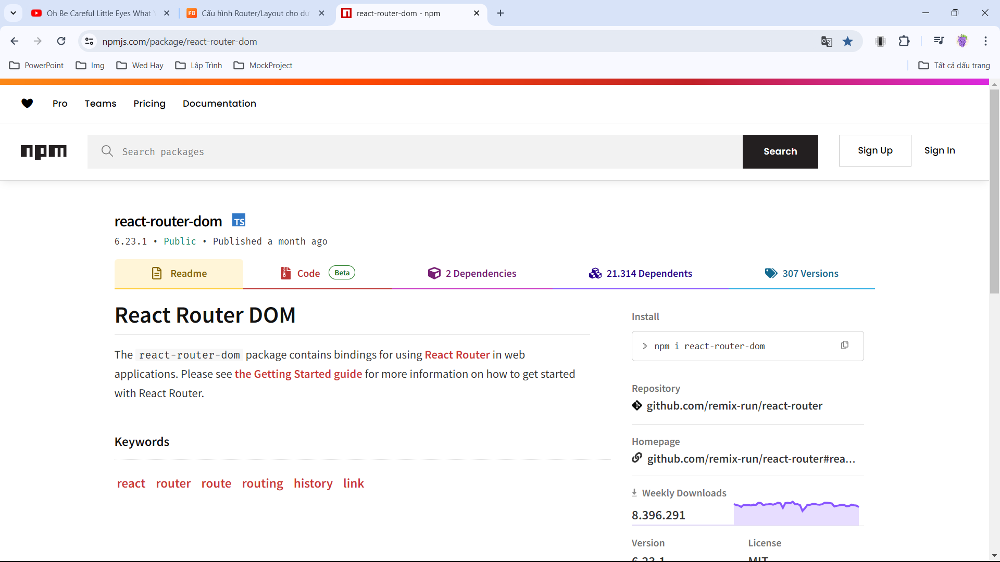 Oh Be Careful Little Eyes What
F8 Cấu hình Router/Layout cho dự
react-router-dom - npm
npmjs.com/package/react-router-dom
PowerPoint Img Wed Hay Lập Trình MockProject Tất cả dấu trang
Pro Teams Pricing Documentation
npm Search packages Search Sign Up Sign In
react-router-dom TS
6.23.1 • Public • Published a month ago
Readme Code Beta 2 Dependencies 21.314 Dependents 307 Versions
React Router DOM
The react-router-dom package contains bindings for using React Router in web
applications. Please see the Getting Started guide for more information on how to get started
with React Router.
Keywords
react router route routing history link
Install
npm i react-router-dom
Repository
github.com/remix-run/react-router
Homepage
github.com/remix-run/react-router#rea...
Weekly Downloads
8.396.291
Version License
6.23.1 MIT